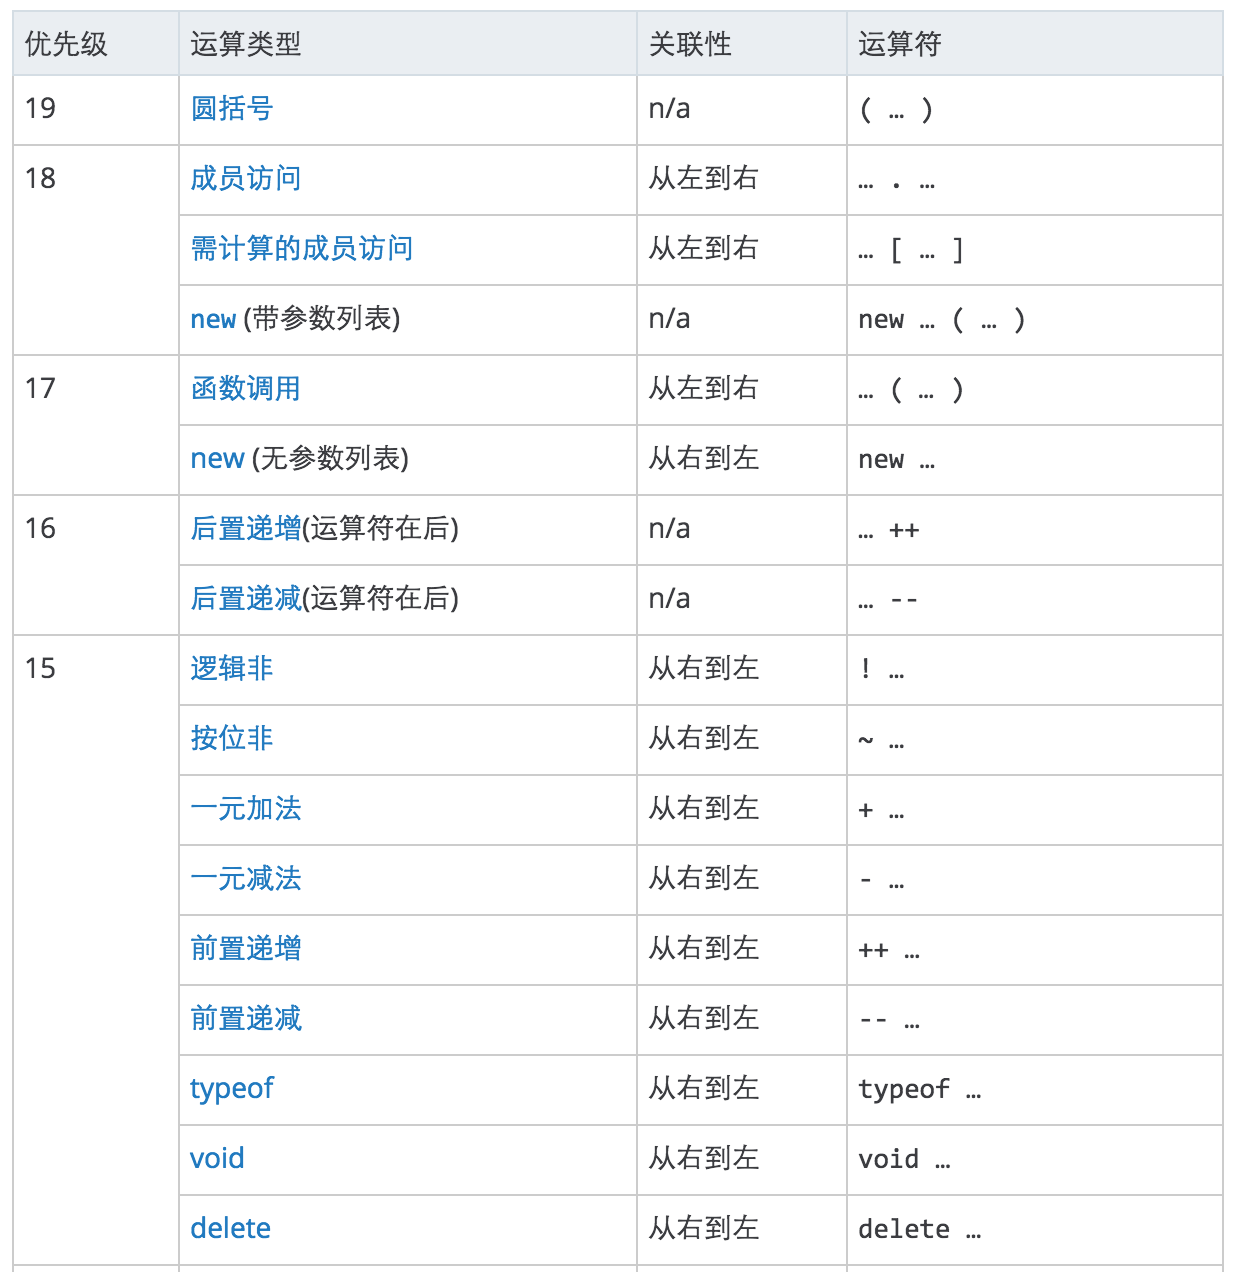 优先级 运算类型 关联性 运算符
19 圆括号 n/a ( … )
18 成员访问 从左到右 … . …
需计算的成员访问 从左到右 … [ … ]
new (带参数列表) n/a new … ( … )
17 函数调用 从左到右 … ( … )
new (无参数列表) 从右到左 new …
16 后置递增(运算符在后) n/a … ++
后置递减(运算符在后) n/a … --
15 逻辑非 从右到左 ! …
按位非 从右到左 ~ …
一元加法 从右到左 + …
一元减法 从右到左 - …
前置递增 从右到左 ++ …
前置递减 从右到左 -- …
typeof 从右到左 typeof …
void 从右到左 void …
delete 从右到左 delete …